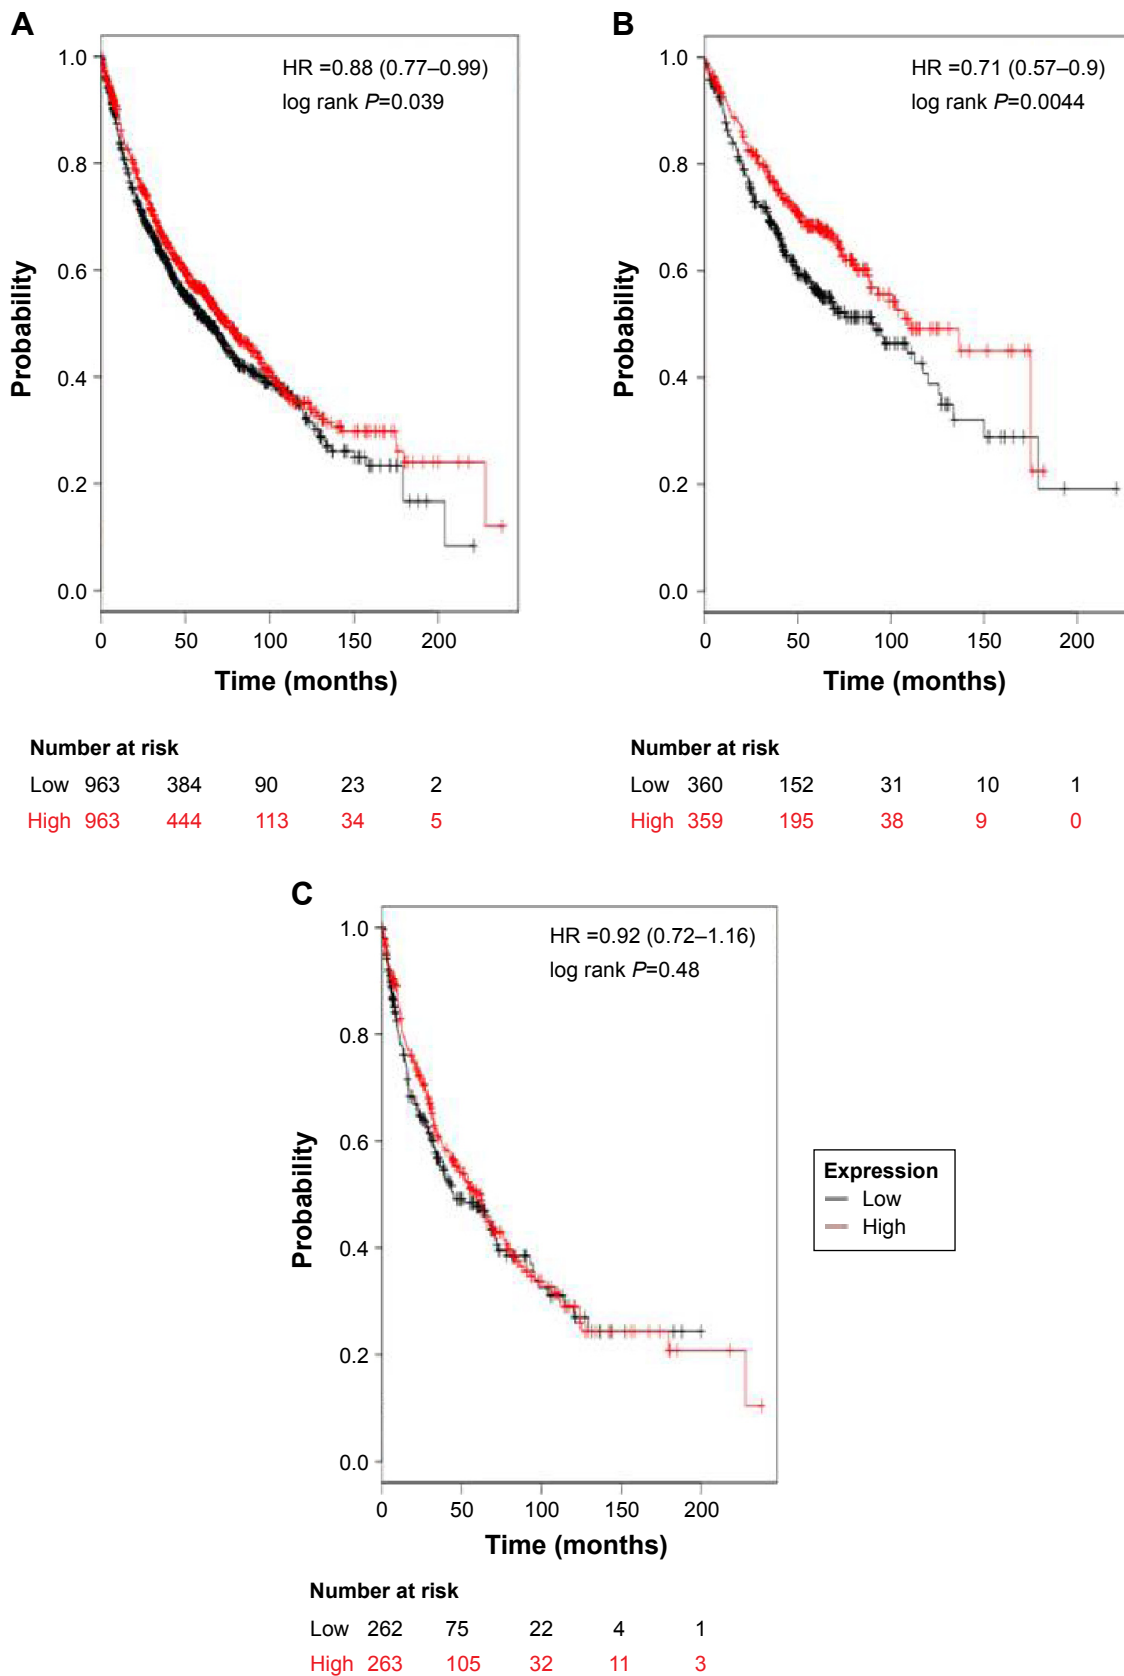 A
HR =0.88 (0.77–0.99)
log rank P=0.039
1.0
0.8
0.6
0.4
0.2
0.0
Probability
0 50 100 150 200
Time (months)
Number at risk
Low 963 384 90 23 2
High 963 444 113 34 5
B
HR =0.71 (0.57–0.9)
log rank P=0.0044
1.0
0.8
0.6
0.4
0.2
0.0
Probability
0 50 100 150 200
Time (months)
Number at risk
Low 360 152 31 10 1
High 359 195 38 9 0
C
HR =0.92 (0.72–1.16)
log rank P=0.48
1.0
0.8
0.6
0.4
0.2
0.0
Probability
0 50 100 150 200
Time (months)
Expression
Low
High
Number at risk
Low 262 75 22 4 1
High 263 105 32 11 3